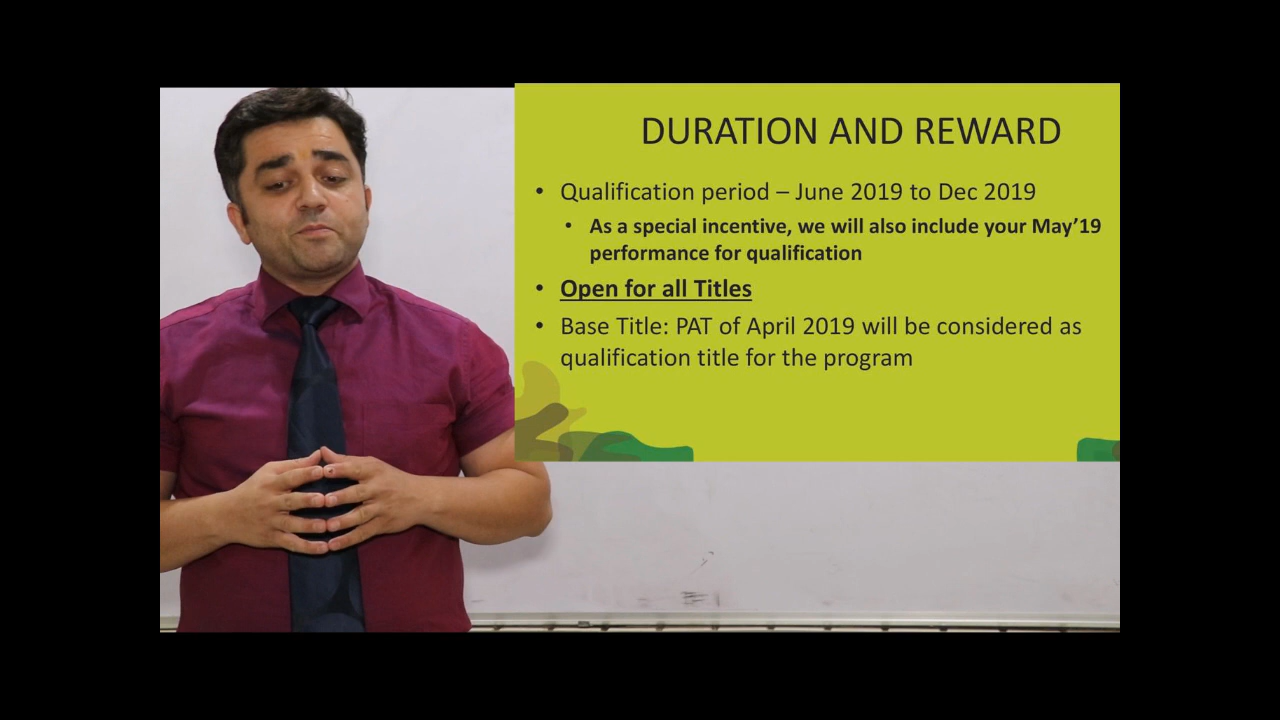 DURATION AND REWARD
• Qualification period – June 2019 to Dec 2019
• As a special incentive, we will also include your May’19
performance for qualification
• Open for all Titles
• Base Title: PAT of April 2019 will be considered as
qualification title for the program